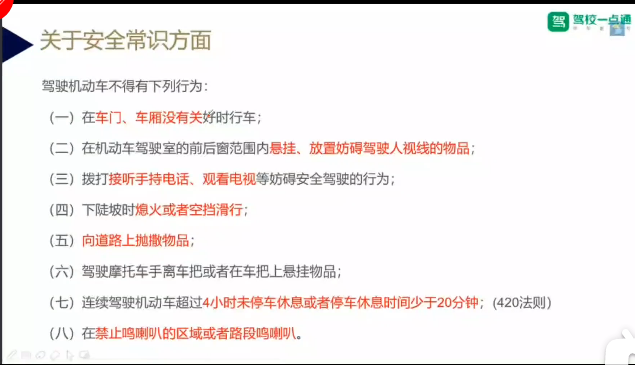 驾校一点通
关于安全常识方面
驾驶机动车不得有下列行为：
（一）在车门、车厢没有关好时行车；
（二）在机动车驾驶室的前后窗范围内悬挂、放置妨碍驾驶人视线的物品；
（三）拨打接听手持电话、观看电视等妨碍安全驾驶的行为；
（四）下陡坡时熄火或者空挡滑行；
（五）向道路上抛撒物品；
（六）驾驶摩托车手离车把或者在车把上悬挂物品；
（七）连续驾驶机动车超过4小时未停车休息或者停车休息时间少于20分钟；(420法则)
（八）在禁止鸣喇叭的区域或者路段鸣喇叭。